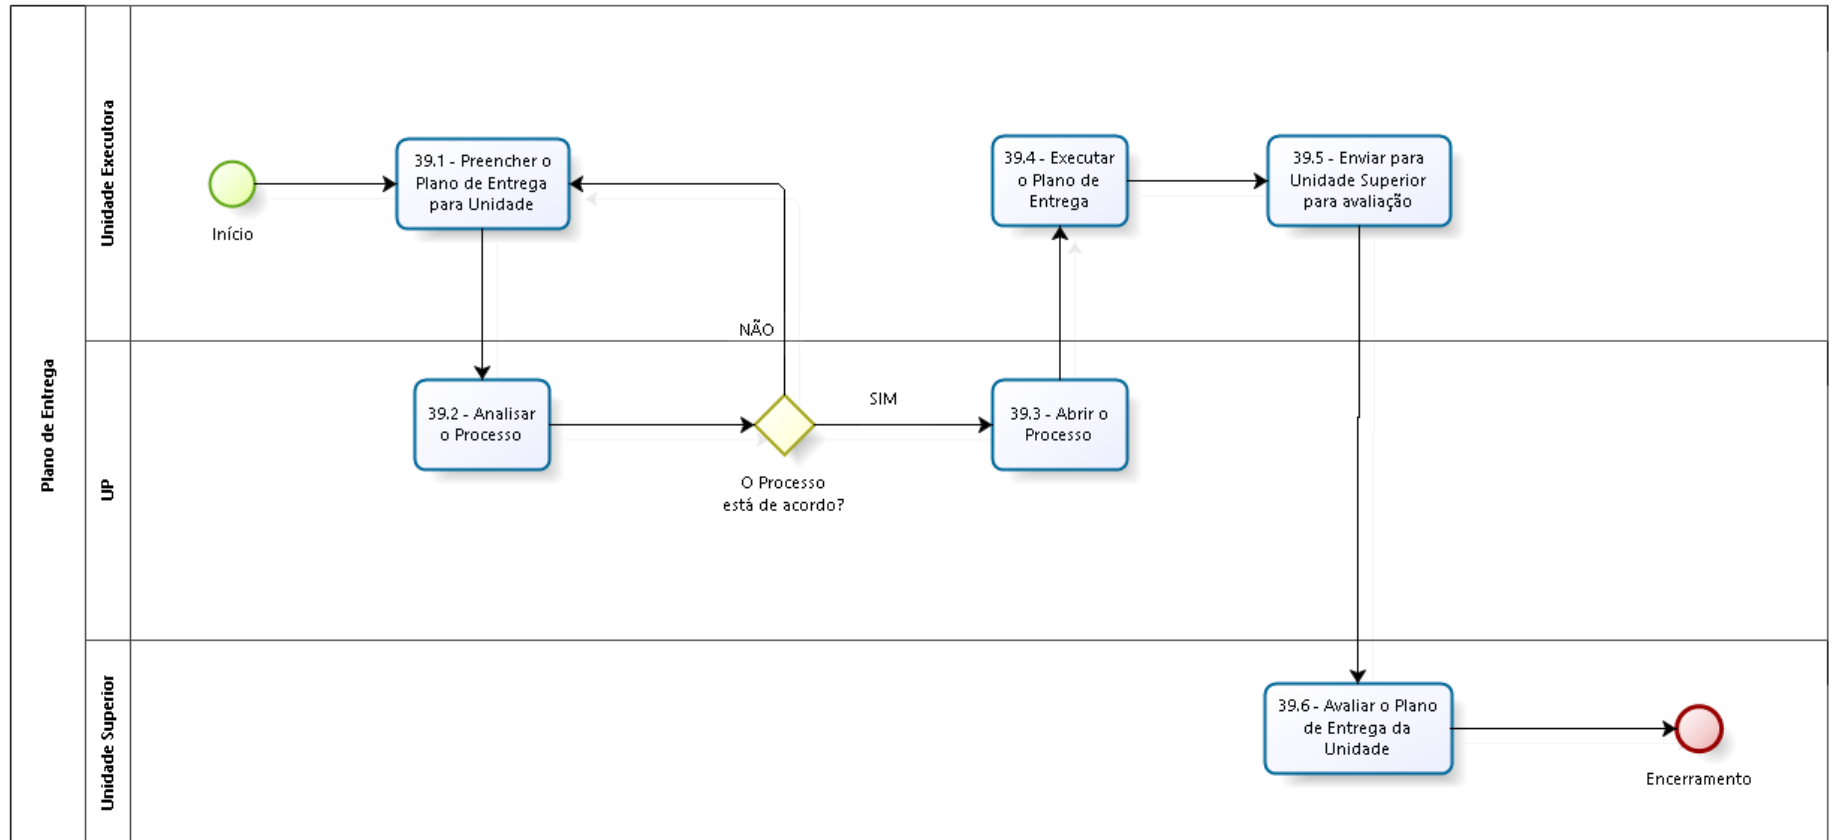 Plano de Entrega
Unidade Executora
Início
39.1 - Preencher o
Plano de Entrega
para Unidade
39.4 - Executar
o Plano de
Entrega
39.5 - Enviar para
Unidade Superior
para avaliação
NÃO
UP
39.2 - Analisar
o Processo
O Processo
está de acordo?
SIM
39.3 - Abrir o
Processo
Unidade Superior
39.6 - Avaliar o Plano
de Entrega da
Unidade
Encerramento